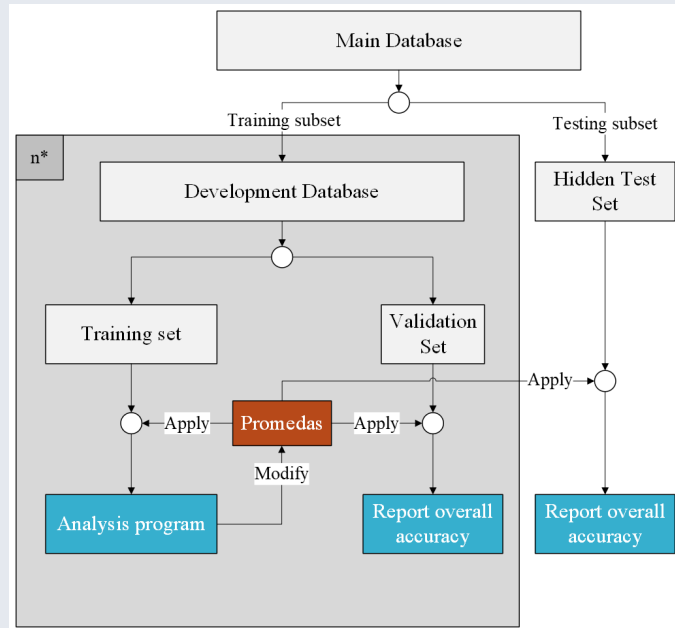 Main Database
Training subset
Testing subset
n*
Development Database
Hidden Test
Set
Training set
Validation
Set
Apply
Apply
Promedas
Apply
Modify
Analysis program
Report overall
accuracy
Report overall
accuracy